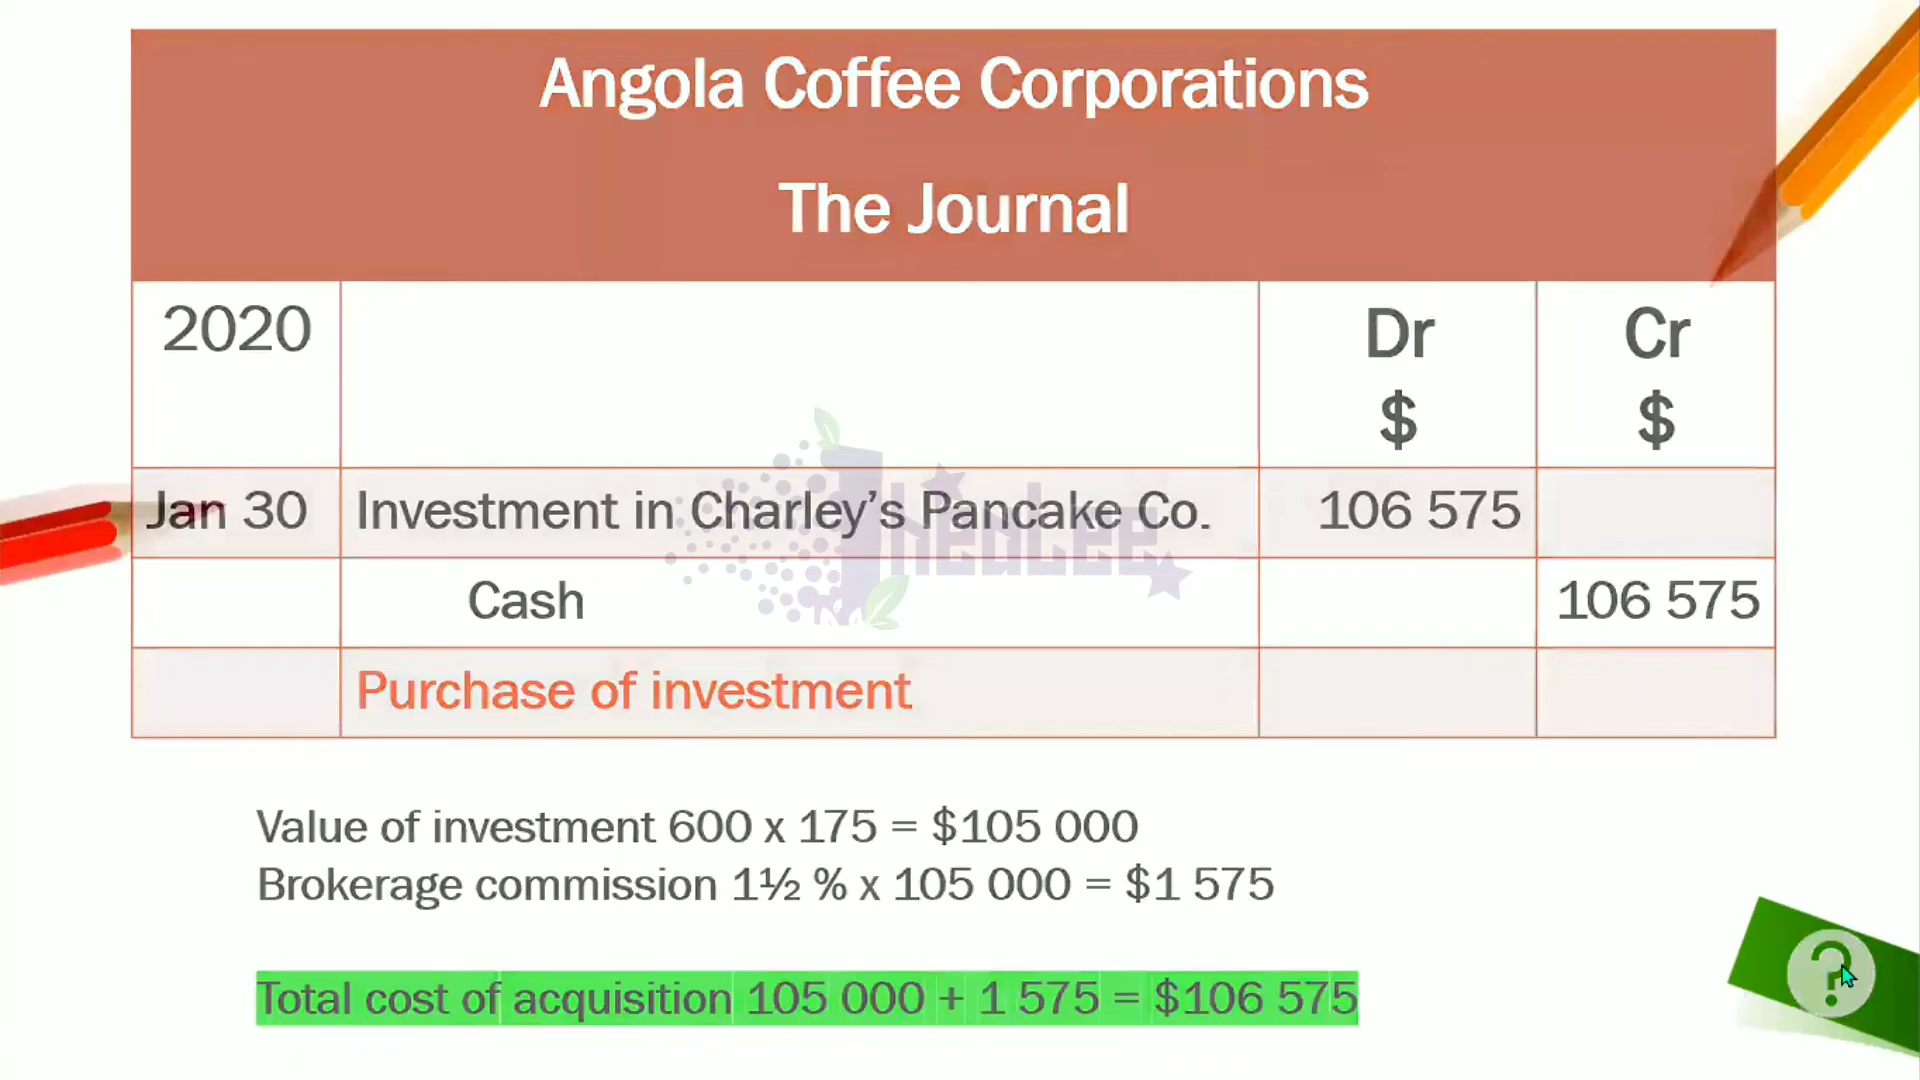 Angola Coffee Corporations
The Journal
2020 Dr Cr
$ $
Jan 30 Investment in Charley’s Pancake Co. 106 575
Cash 106 575
Purchase of investment
TheaLee
Value of investment 600 x 175 = $105 000
Brokerage commission 1½ % x 105 000 = $1 575
Total cost of acquisition 105 000 + 1 575 = $106 575
?